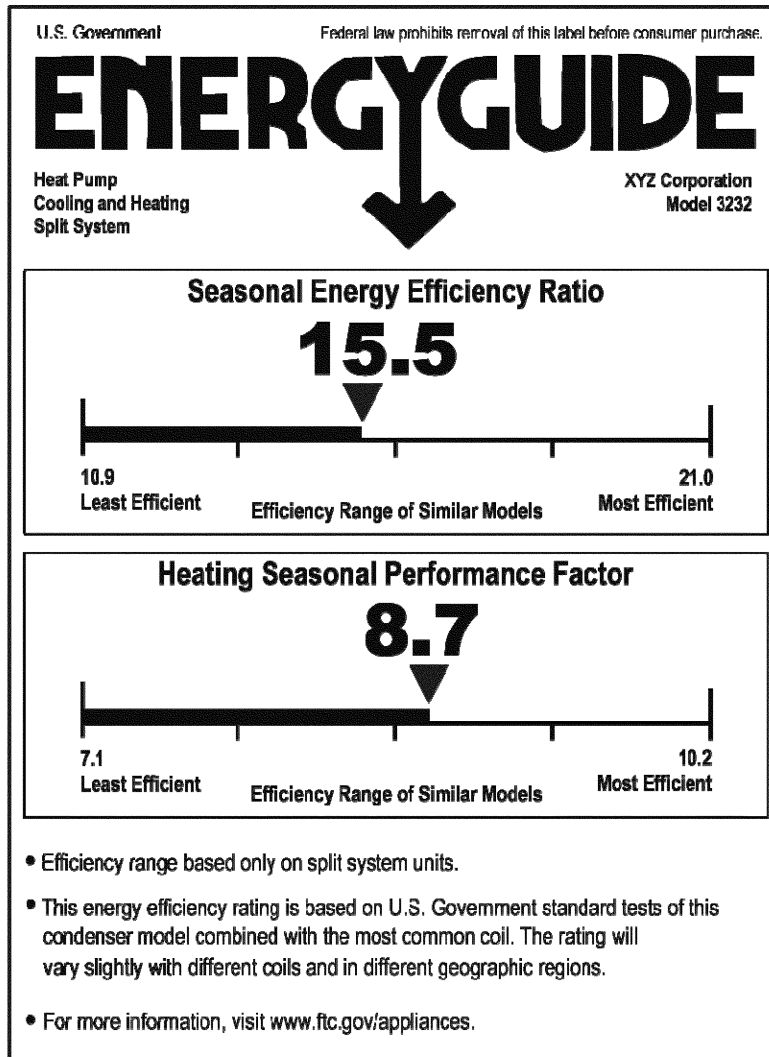 U.S. Government Federal law prohibits removal of this label before consumer purchase.
ENERGYGUIDE
Heat Pump
Cooling and Heating
Split System
XYZ Corporation
Model 3232
Seasonal Energy Efficiency Ratio
15.5
10.9 21.0
Least Efficient Efficiency Range of Similar Models Most Efficient
Heating Seasonal Performance Factor
8.7
7.1 10.2
Least Efficient Efficiency Range of Similar Models Most Efficient
• Efficiency range based only on split system units.
• This energy efficiency rating is based on U.S. Government standard tests of this
condenser model combined with the most common coil. The rating will
vary slightly with different coils and in different geographic regions.
• For more information, visit www.ftc.gov/appliances.